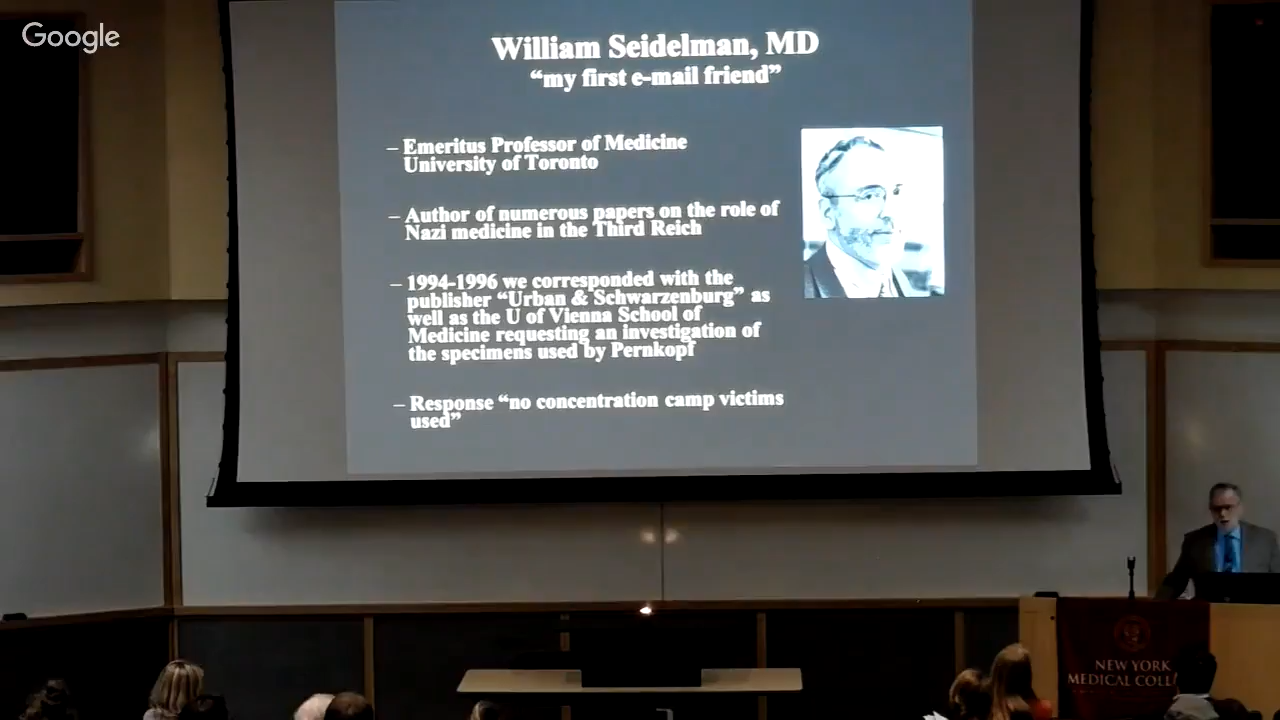 Google
William Seidelman, MD
“my first e-mail friend”
– Emeritus Professor of Medicine
University of Toronto
– Author of numerous papers on the role of
Nazi medicine in the Third Reich
– 1994-1996 we corresponded with the
publisher “Urban & Schwarzenburg” as
well as the U of Vienna School of
Medicine requesting an investigation of
the specimens used by Pernkopf
– Response “no concentration camp victims
used”
NEW YORK
MEDICAL COLL